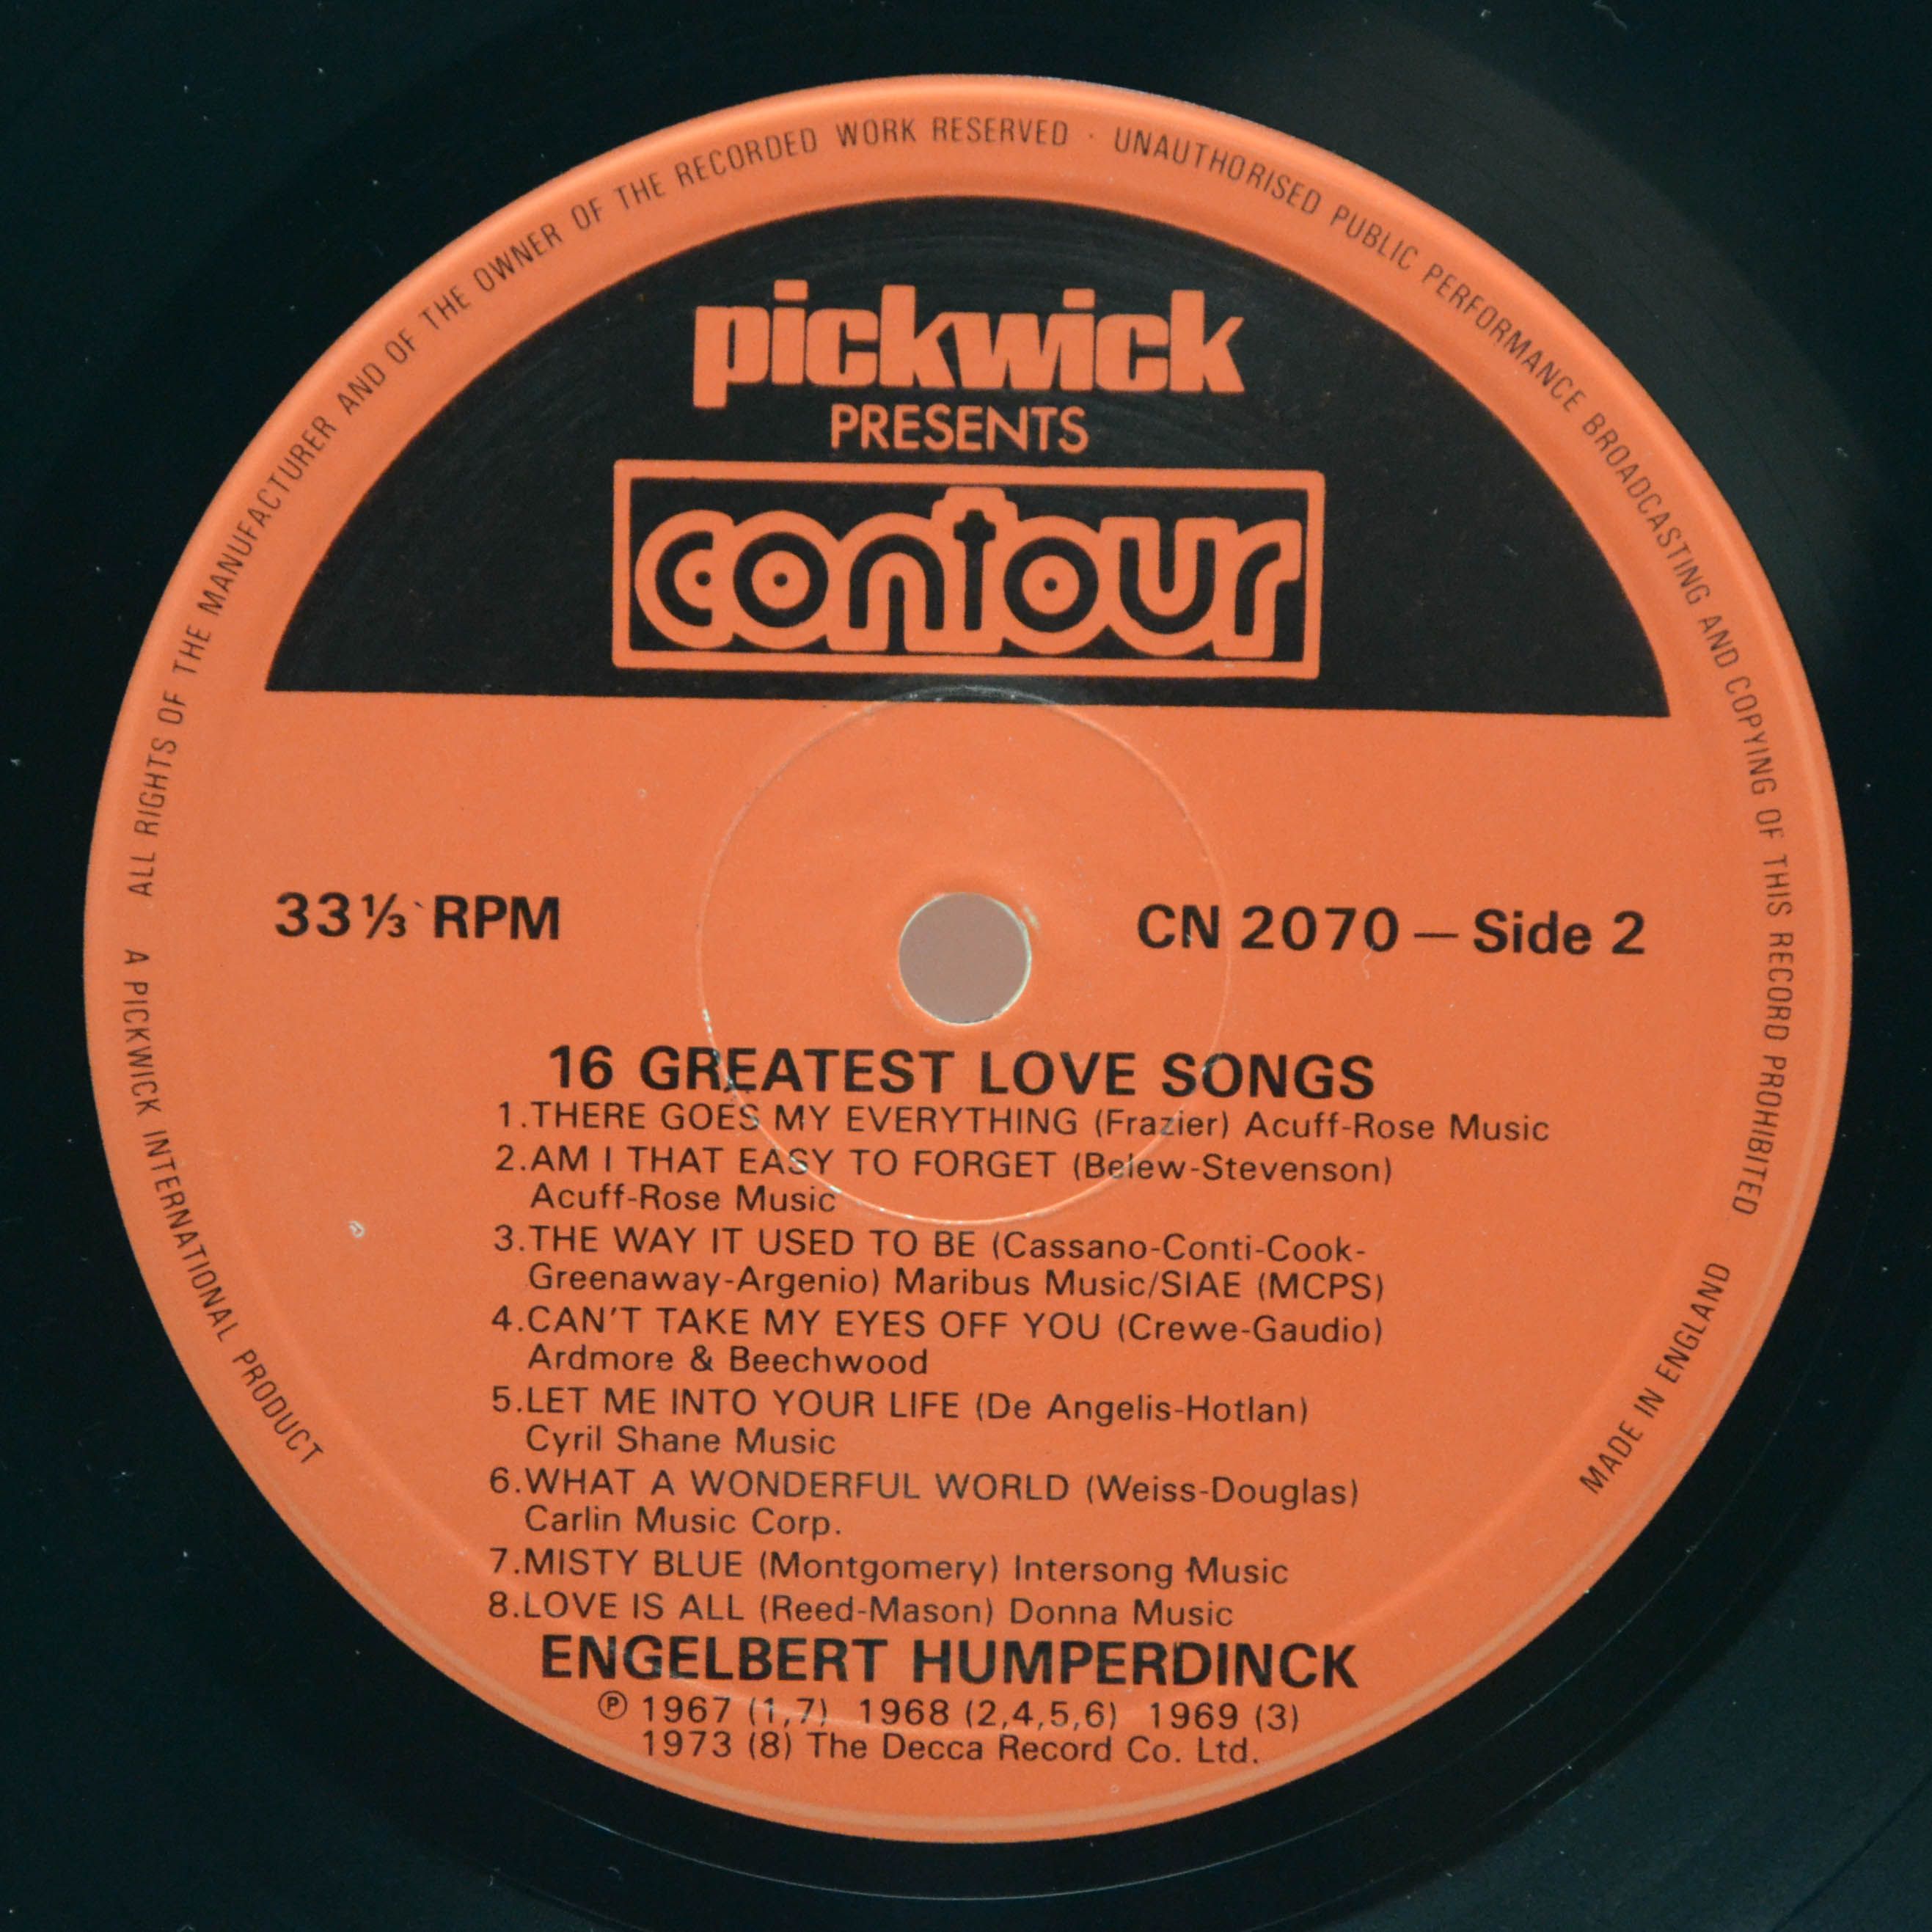 ALL RIGHTS OF THE MANUFACTURER AND OF THE OWNER OF THE RECORDED WORK RESERVED · UNAUTHORISED PUBLIC PERFORMANCE BROADCASTING AND COPYING OF THIS RECORD PROHIBITED
pickwick
PRESENTS
contour
33⅓ RPM
CN 2070 — Side 2
16 GREATEST LOVE SONGS
1.THERE GOES MY EVERYTHING (Frazier) Acuff-Rose Music
2.AM I THAT EASY TO FORGET (Belew-Stevenson)
Acuff-Rose Music
3.THE WAY IT USED TO BE (Cassano-Conti-Cook-
Greenaway-Argenio) Maribus Music/SIAE (MCPS)
4.CAN'T TAKE MY EYES OFF YOU (Crewe-Gaudio)
Ardmore & Beechwood
5.LET ME INTO YOUR LIFE (De Angelis-Hotlan)
Cyril Shane Music
6.WHAT A WONDERFUL WORLD (Weiss-Douglas)
Carlin Music Corp.
7.MISTY BLUE (Montgomery) Intersong Music
8.LOVE IS ALL (Reed-Mason) Donna Music
ENGELBERT HUMPERDINCK
℗ 1967 (1,7) 1968 (2,4,5,6) 1969 (3)
1973 (8) The Decca Record Co. Ltd.
A PICKWICK INTERNATIONAL PRODUCT
MADE IN ENGLAND